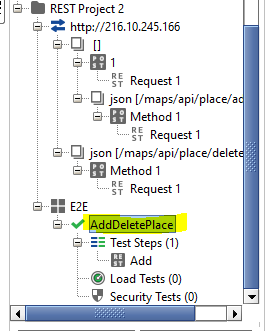 REST Project 2
http://216.10.245.166
[]
POST 1
REST Request 1
json [/maps/api/place/ad
POST Method 1
REST Request 1
json [/maps/api/place/delete
POST Method 1
REST Request 1
E2E
AddDeletePlace
Test Steps (1)
REST Add
Load Tests (0)
Security Tests (0)